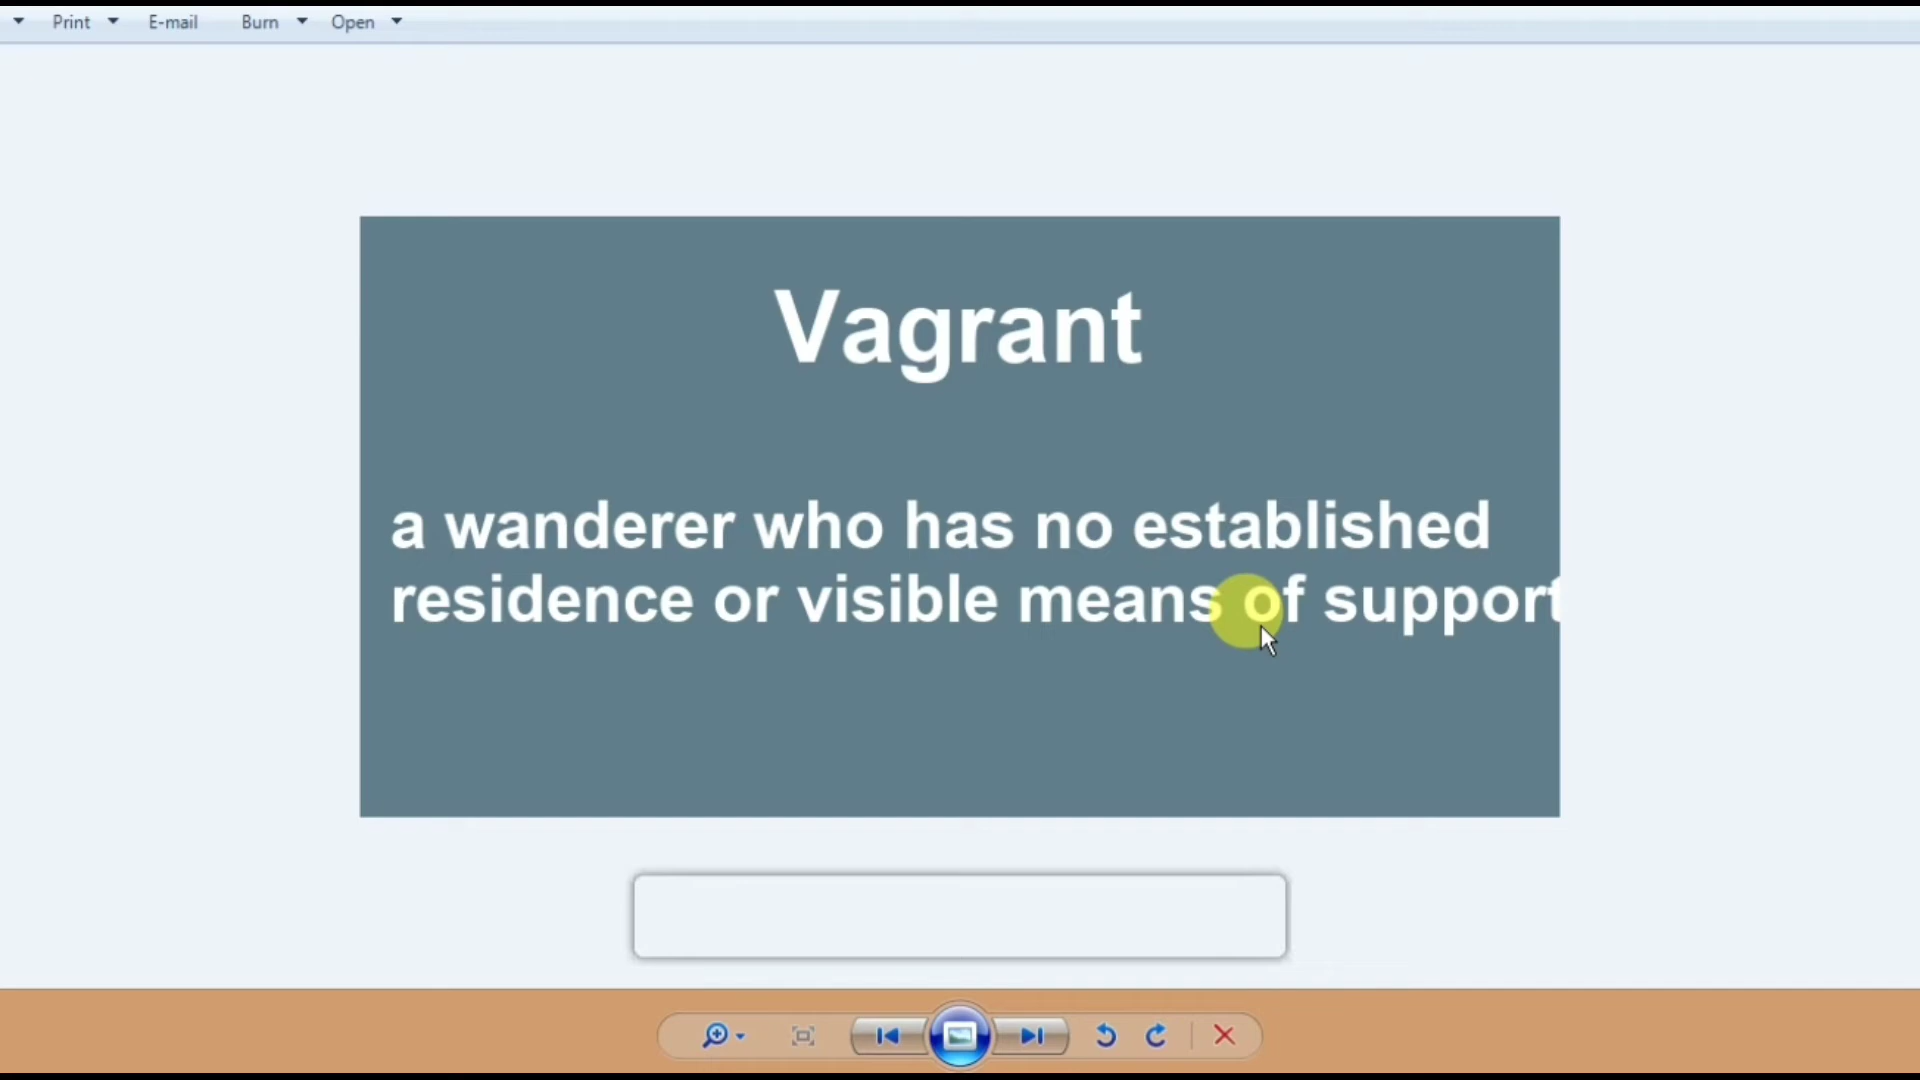 Print E-mail Burn Open
Vagrant
a wanderer who has no established
residence or visible means of support